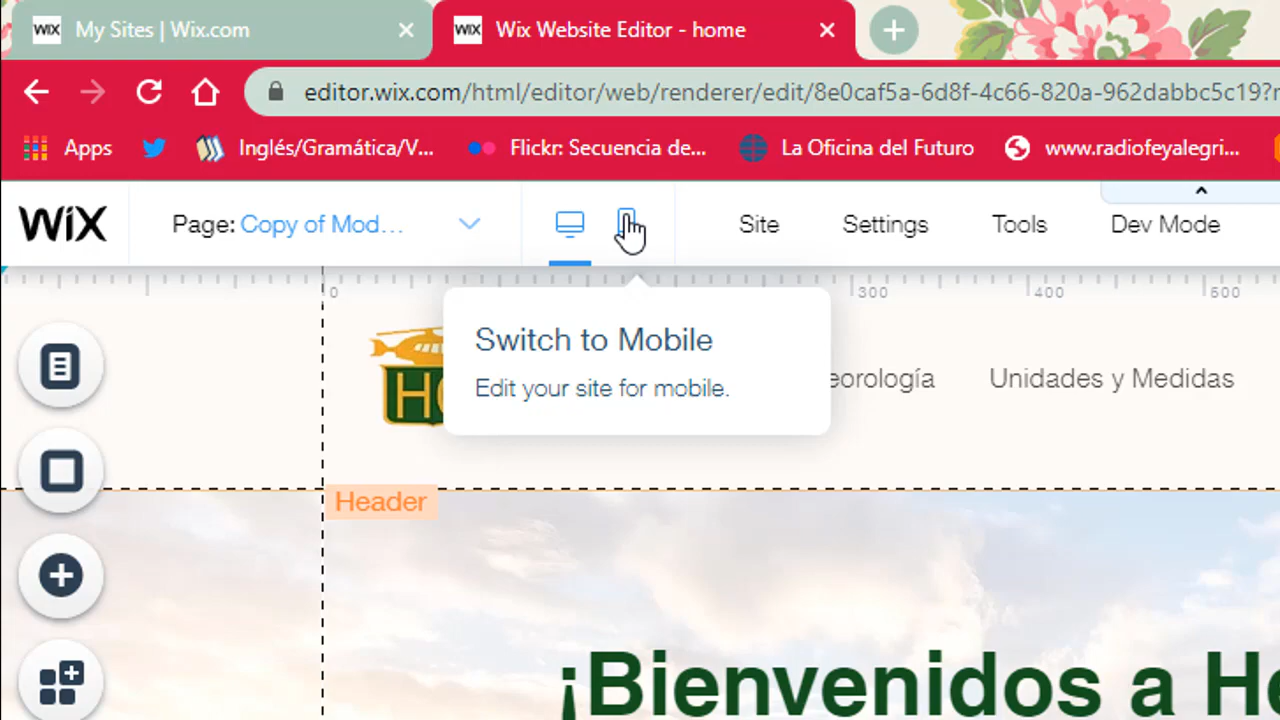 WiX My Sites | Wix.com
WiX Wix Website Editor - home
editor.wix.com/html/editor/web/renderer/edit/8e0caf5a-6d8f-4c66-820a-962dabbc5c19?
Apps
Inglés/Gramática/V...
Flickr: Secuencia de...
La Oficina del Futuro
www.radiofeyalegri...
WiX
Page: Copy of Mod...
Site
Settings
Tools
Dev Mode
0
300
400
500
Switch to Mobile
Edit your site for mobile.
eorología
Unidades y Medidas
Header
¡Bienvenidos a